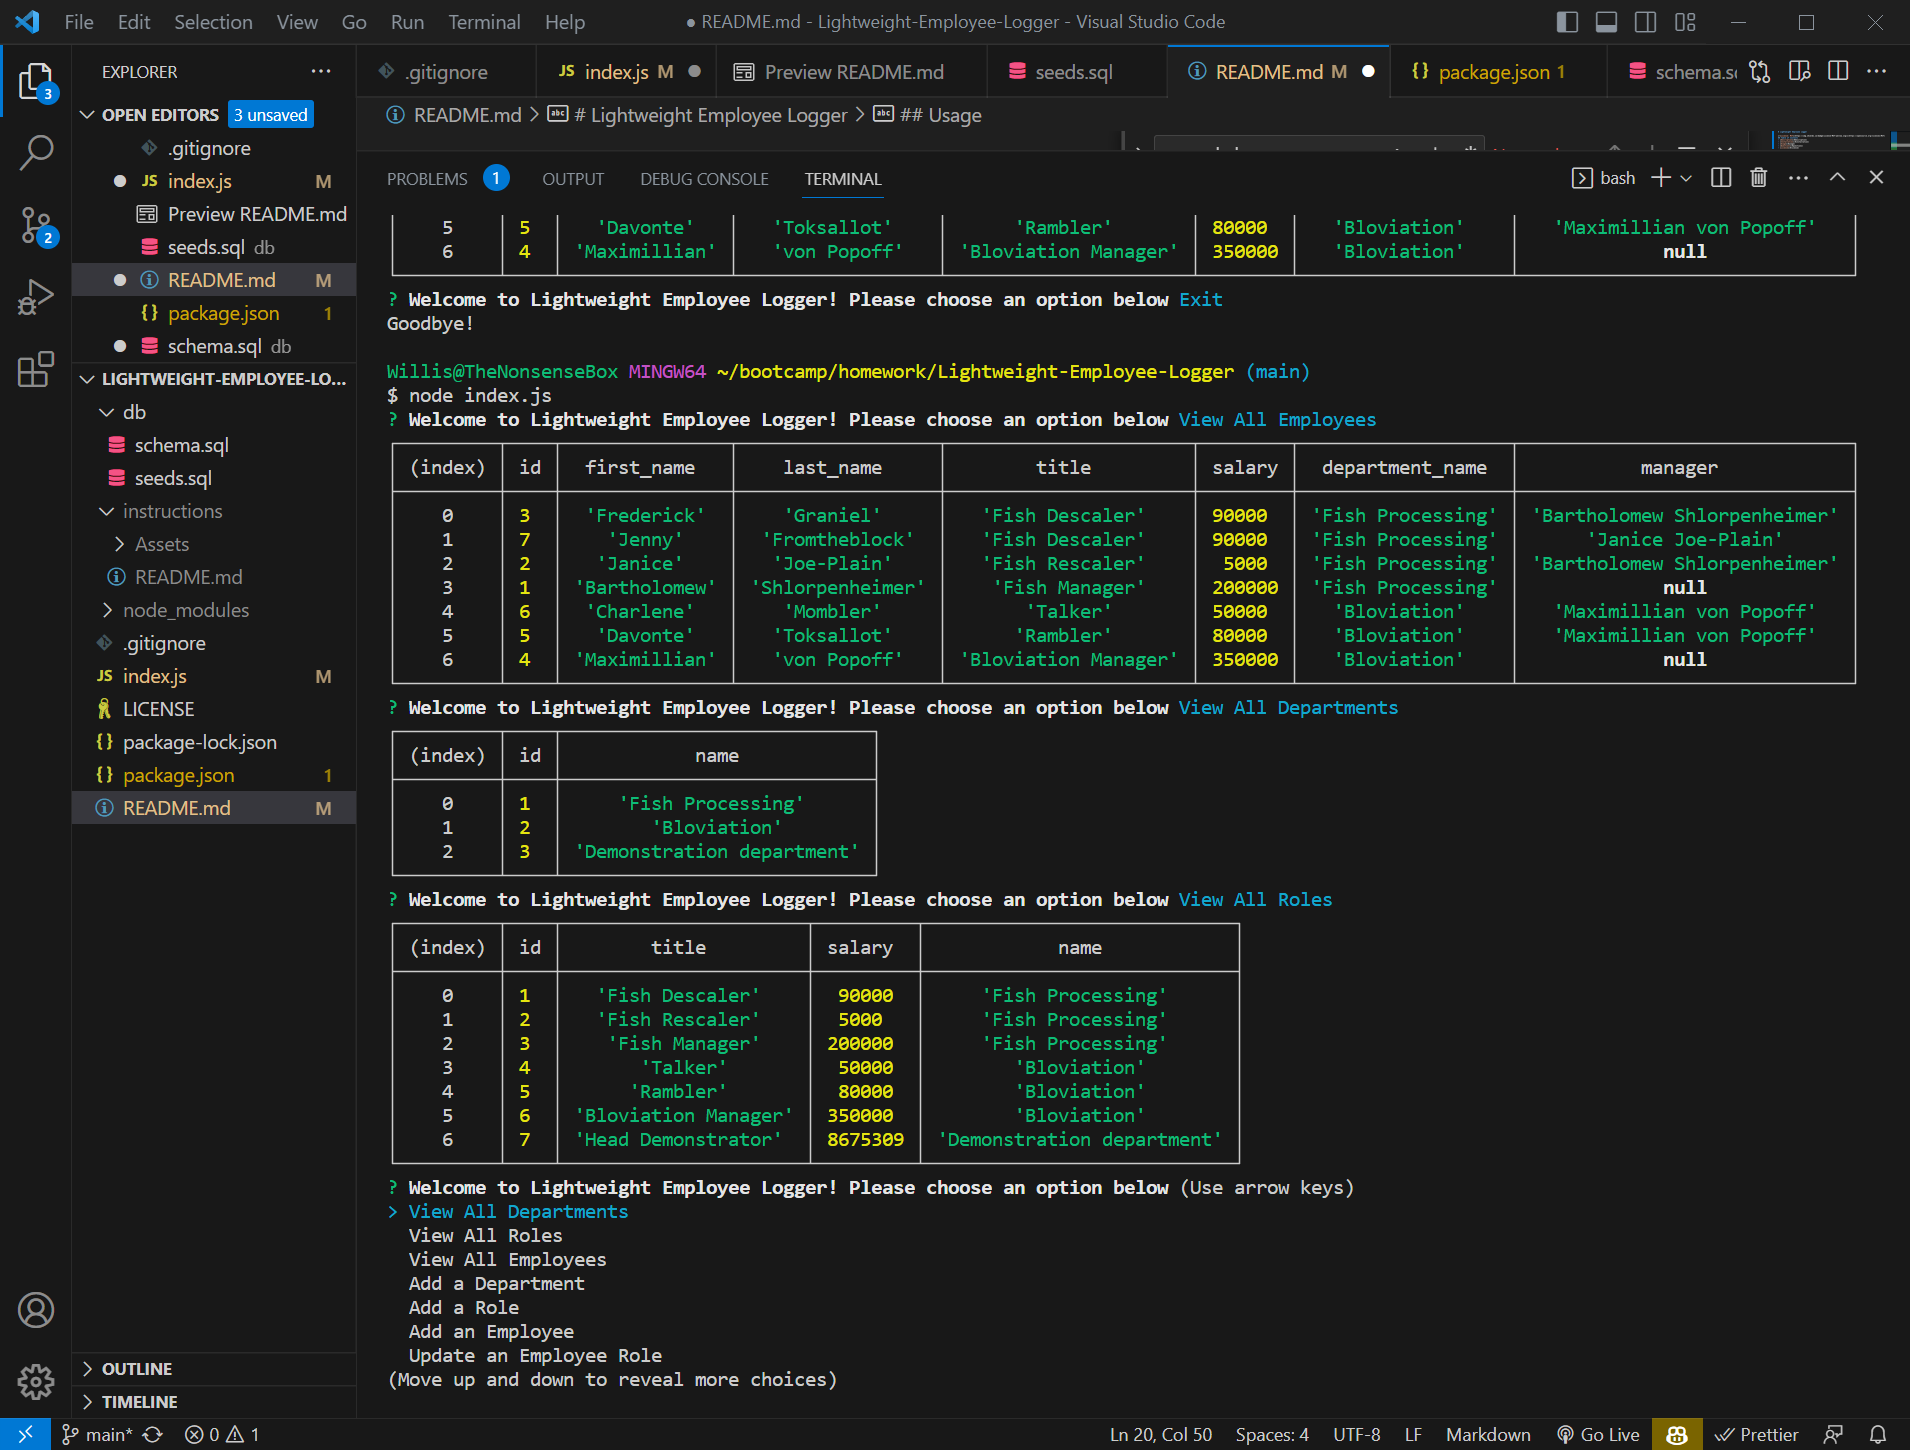 File Edit Selection View Go Run Terminal Help
● README.md - Lightweight-Employee-Logger - Visual Studio Code
EXPLORER ···
.gitignore
JS index.js M
Preview README.md
seeds.sql
README.md M
{} package.json 1
schema.s
OPEN EDITORS 3 unsaved
README.md > # Lightweight Employee Logger > ## Usage
.gitignore
JS index.js M
Preview README.md
seeds.sql db
README.md M
{} package.json 1
schema.sql db
LIGHTWEIGHT-EMPLOYEE-LO...
db
schema.sql
seeds.sql
instructions
Assets
README.md
node_modules
.gitignore
JS index.js M
LICENSE
{} package-lock.json
{} package.json 1
README.md M
OUTLINE
TIMELINE
3
2
PROBLEMS 1 OUTPUT DEBUG CONSOLE TERMINAL
bash
5 5 'Davonte' 'Toksallot' 'Rambler' 80000 'Bloviation' 'Maximillian von Popoff'
6 4 'Maximillian' 'von Popoff' 'Bloviation Manager' 350000 'Bloviation' null
? Welcome to Lightweight Employee Logger! Please choose an option below Exit
Goodbye!
Willis@TheNonsenseBox MINGW64 ~/bootcamp/homework/Lightweight-Employee-Logger (main)
$ node index.js
? Welcome to Lightweight Employee Logger! Please choose an option below View All Employees
(index) id first_name last_name title salary department_name manager
0 3 'Frederick' 'Graniel' 'Fish Descaler' 90000 'Fish Processing' 'Bartholomew Shlorpenheimer'
1 7 'Jenny' 'Fromtheblock' 'Fish Descaler' 90000 'Fish Processing' 'Janice Joe-Plain'
2 2 'Janice' 'Joe-Plain' 'Fish Rescaler' 5000 'Fish Processing' 'Bartholomew Shlorpenheimer'
3 1 'Bartholomew' 'Shlorpenheimer' 'Fish Manager' 200000 'Fish Processing' null
4 6 'Charlene' 'Mombler' 'Talker' 50000 'Bloviation' 'Maximillian von Popoff'
5 5 'Davonte' 'Toksallot' 'Rambler' 80000 'Bloviation' 'Maximillian von Popoff'
6 4 'Maximillian' 'von Popoff' 'Bloviation Manager' 350000 'Bloviation' null
? Welcome to Lightweight Employee Logger! Please choose an option below View All Departments
(index) id name
0 1 'Fish Processing'
1 2 'Bloviation'
2 3 'Demonstration department'
? Welcome to Lightweight Employee Logger! Please choose an option below View All Roles
(index) id title salary name
0 1 'Fish Descaler' 90000 'Fish Processing'
1 2 'Fish Rescaler' 5000 'Fish Processing'
2 3 'Fish Manager' 200000 'Fish Processing'
3 4 'Talker' 50000 'Bloviation'
4 5 'Rambler' 80000 'Bloviation'
5 6 'Bloviation Manager' 350000 'Bloviation'
6 7 'Head Demonstrator' 8675309 'Demonstration department'
? Welcome to Lightweight Employee Logger! Please choose an option below (Use arrow keys)
> View All Departments
View All Roles
View All Employees
Add a Department
Add a Role
Add an Employee
Update an Employee Role
(Move up and down to reveal more choices)
main* 0 1
Ln 20, Col 50 Spaces: 4 UTF-8 LF Markdown Go Live Prettier